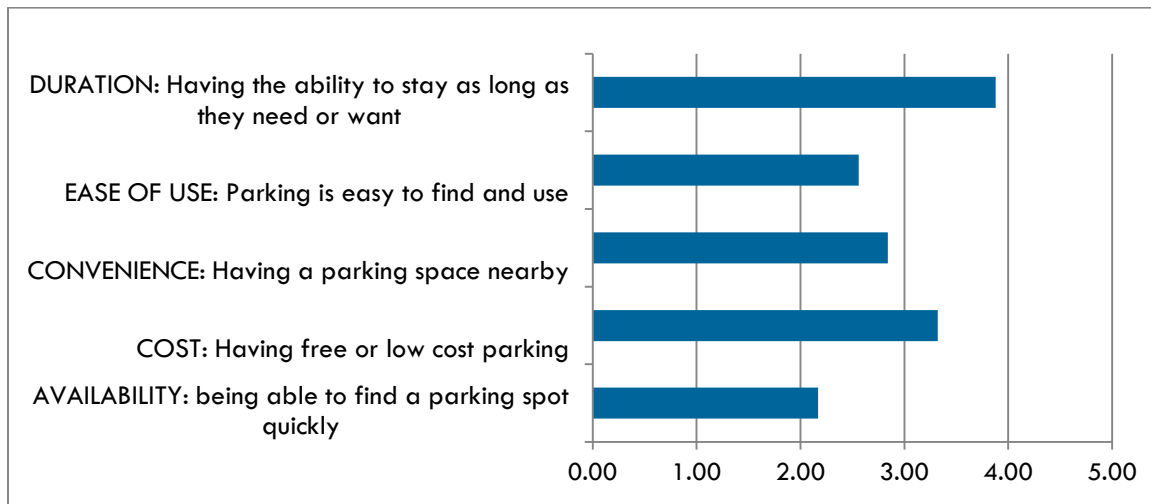 DURATION: Having the ability to stay as long as
they need or want
EASE OF USE: Parking is easy to find and use
CONVENIENCE: Having a parking space nearby
COST: Having free or low cost parking
AVAILABILITY: being able to find a parking spot
quickly
0.00 1.00 2.00 3.00 4.00 5.00